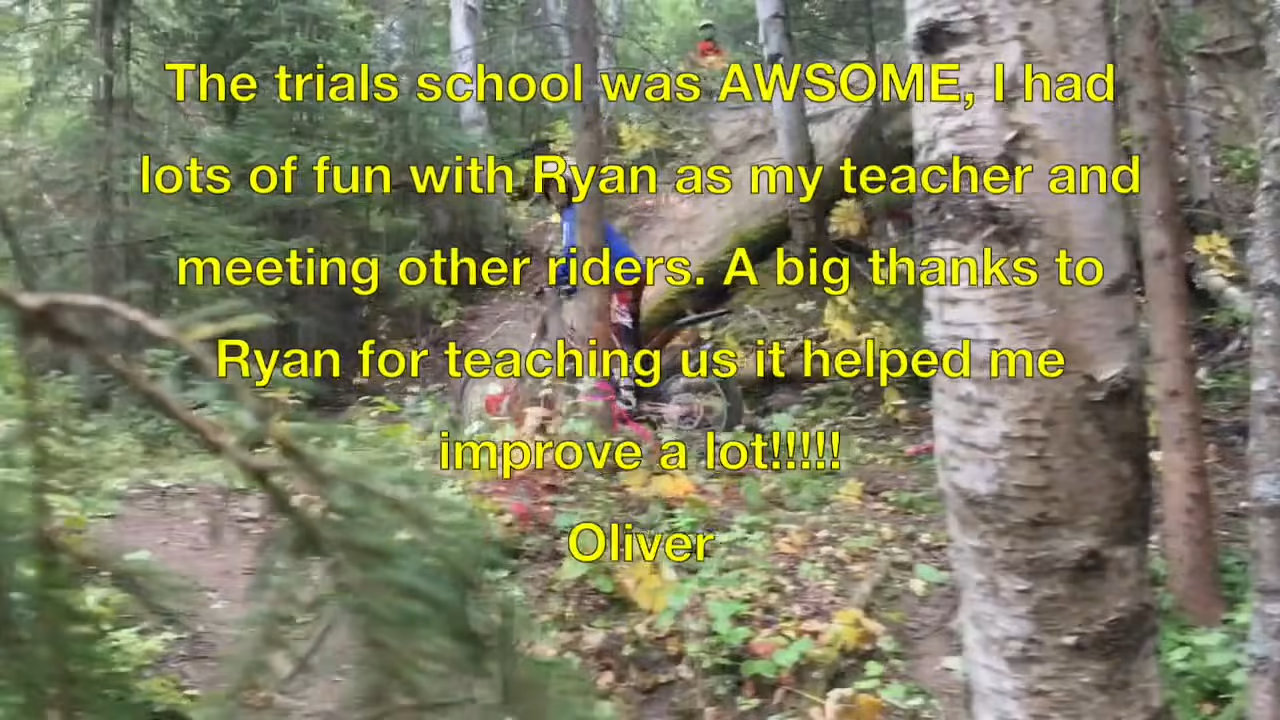 The trials school was AWSOME, I had
lots of fun with Ryan as my teacher and
meeting other riders. A big thanks to
Ryan for teaching us it helped me
improve a lot!!!!!
Oliver